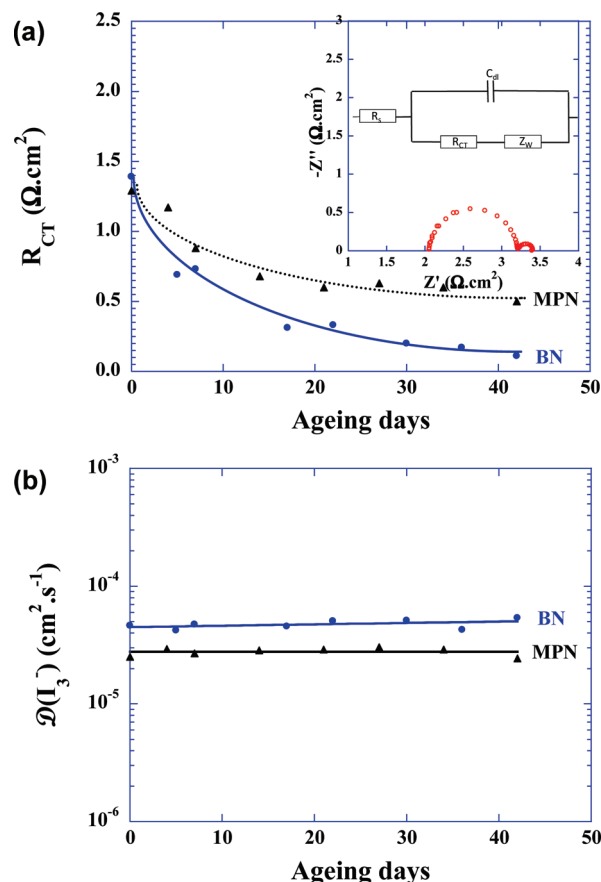 (a)
R_CT (Ω.cm²)
2.5
2.0
1.5
1.0
0.5
0.0
0 10 20 30 40 50
Ageing days
MPN
BN
-Z'' (Ω.cm²)
3
2.5
2
1.5
1
0.5
0
1 1.5 2 2.5 3 3.5 4
Z' (Ω.cm²)
C_dl
R_s
R_CT
Z_W
(b)
𝒟(I₃⁻) (cm².s⁻¹)
10⁻³
10⁻⁴
10⁻⁵
10⁻⁶
0 10 20 30 40 50
Ageing days
BN
MPN